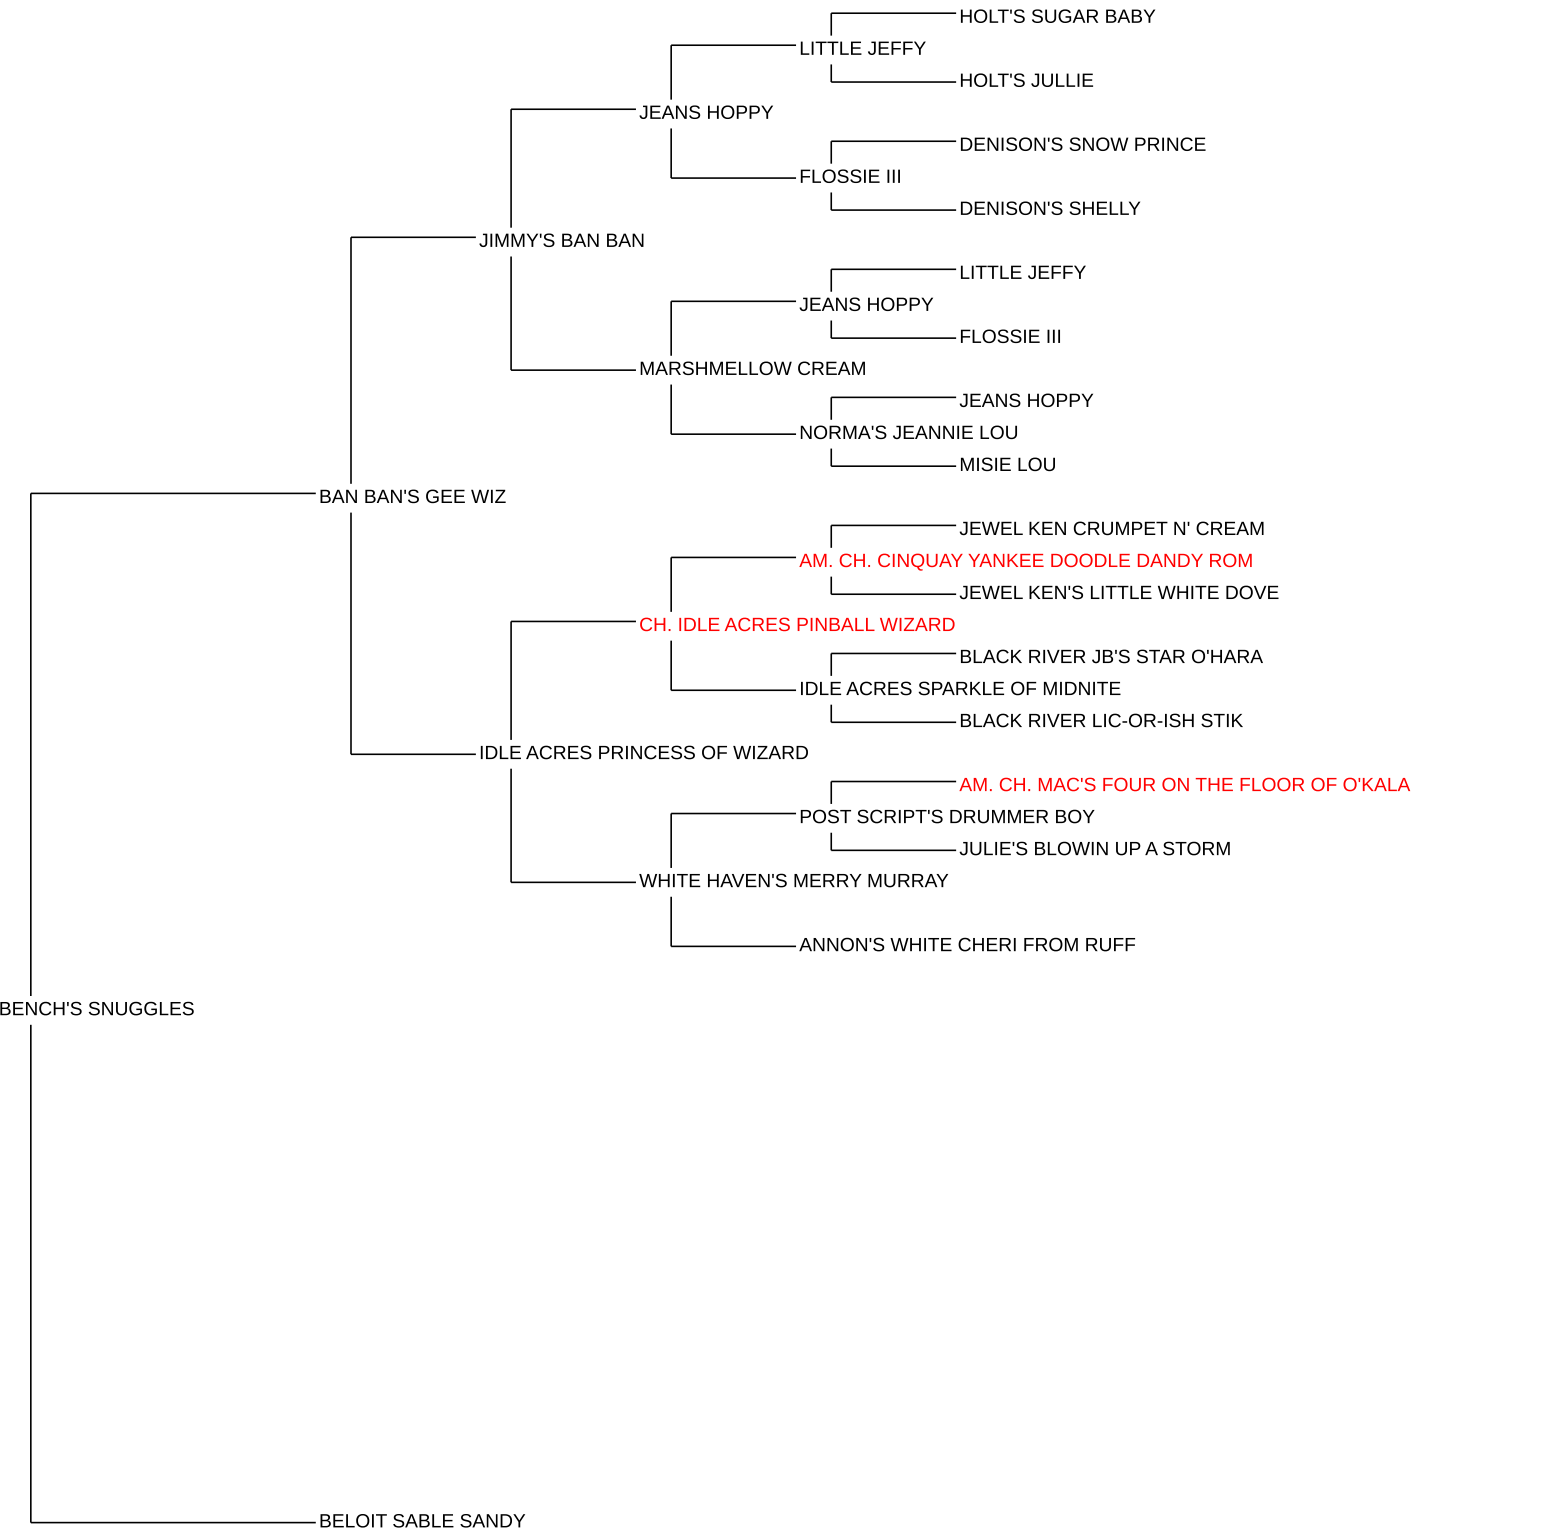 HOLT'S SUGAR BABY
LITTLE JEFFY
HOLT'S JULLIE
JEANS HOPPY
DENISON'S SNOW PRINCE
FLOSSIE III
DENISON'S SHELLY
JIMMY'S BAN BAN
LITTLE JEFFY
JEANS HOPPY
FLOSSIE III
MARSHMELLOW CREAM
JEANS HOPPY
NORMA'S JEANNIE LOU
MISIE LOU
BAN BAN'S GEE WIZ
JEWEL KEN CRUMPET N' CREAM
AM. CH. CINQUAY YANKEE DOODLE DANDY ROM
JEWEL KEN'S LITTLE WHITE DOVE
CH. IDLE ACRES PINBALL WIZARD
BLACK RIVER JB'S STAR O'HARA
IDLE ACRES SPARKLE OF MIDNITE
BLACK RIVER LIC-OR-ISH STIK
IDLE ACRES PRINCESS OF WIZARD
AM. CH. MAC'S FOUR ON THE FLOOR OF O'KALA
POST SCRIPT'S DRUMMER BOY
JULIE'S BLOWIN UP A STORM
WHITE HAVEN'S MERRY MURRAY
ANNON'S WHITE CHERI FROM RUFF
BENCH'S SNUGGLES
BELOIT SABLE SANDY